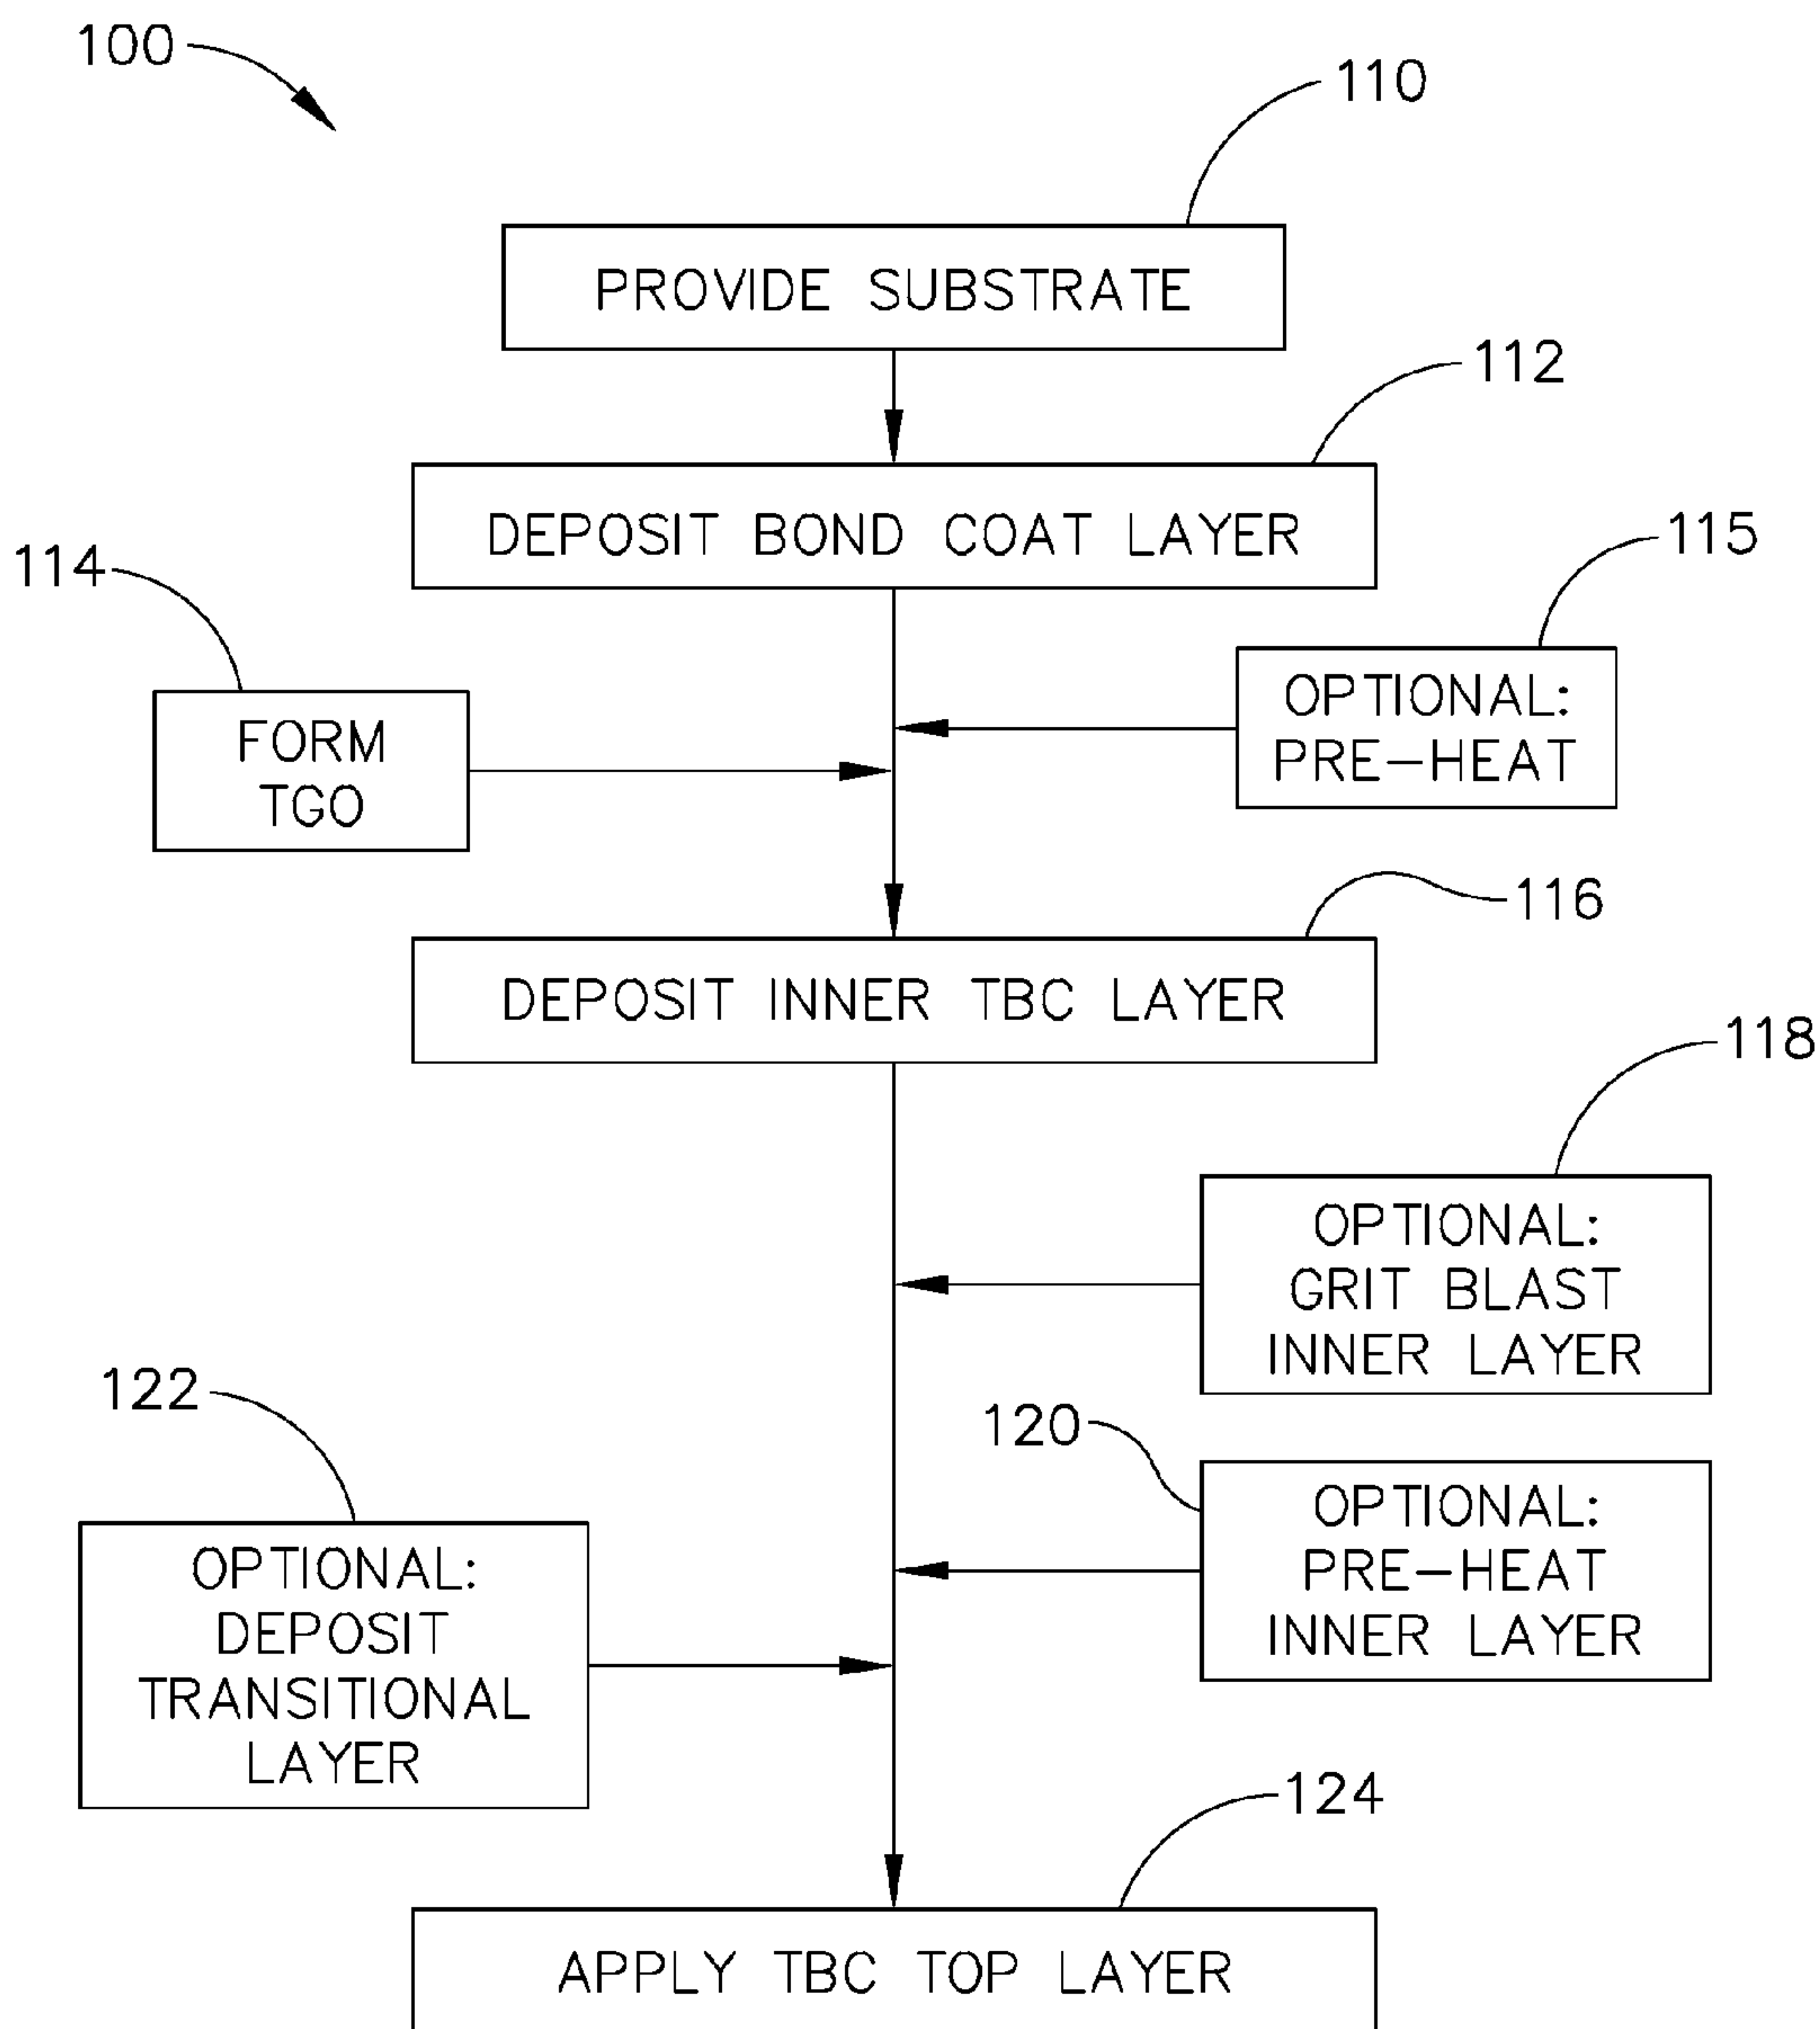 100
110
PROVIDE SUBSTRATE
112
DEPOSIT BOND COAT LAYER
114
115
FORM
TGO
OPTIONAL:
PRE-HEAT
116
DEPOSIT INNER TBC LAYER
118
OPTIONAL:
GRIT BLAST
INNER LAYER
122
120
OPTIONAL:
DEPOSIT
TRANSITIONAL
LAYER
OPTIONAL:
PRE-HEAT
INNER LAYER
124
APPLY TBC TOP LAYER